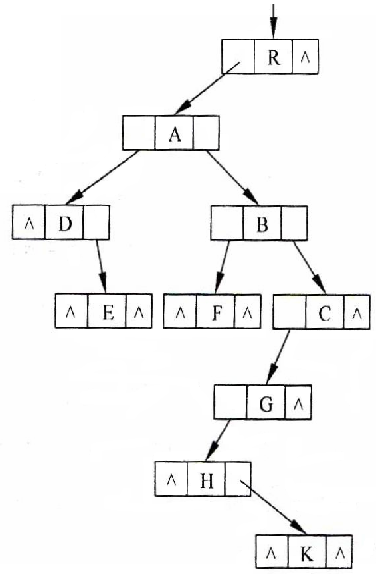 R ∧
A
∧ D B
∧ E ∧ ∧ F ∧ C ∧
G ∧
∧ H
∧ K ∧